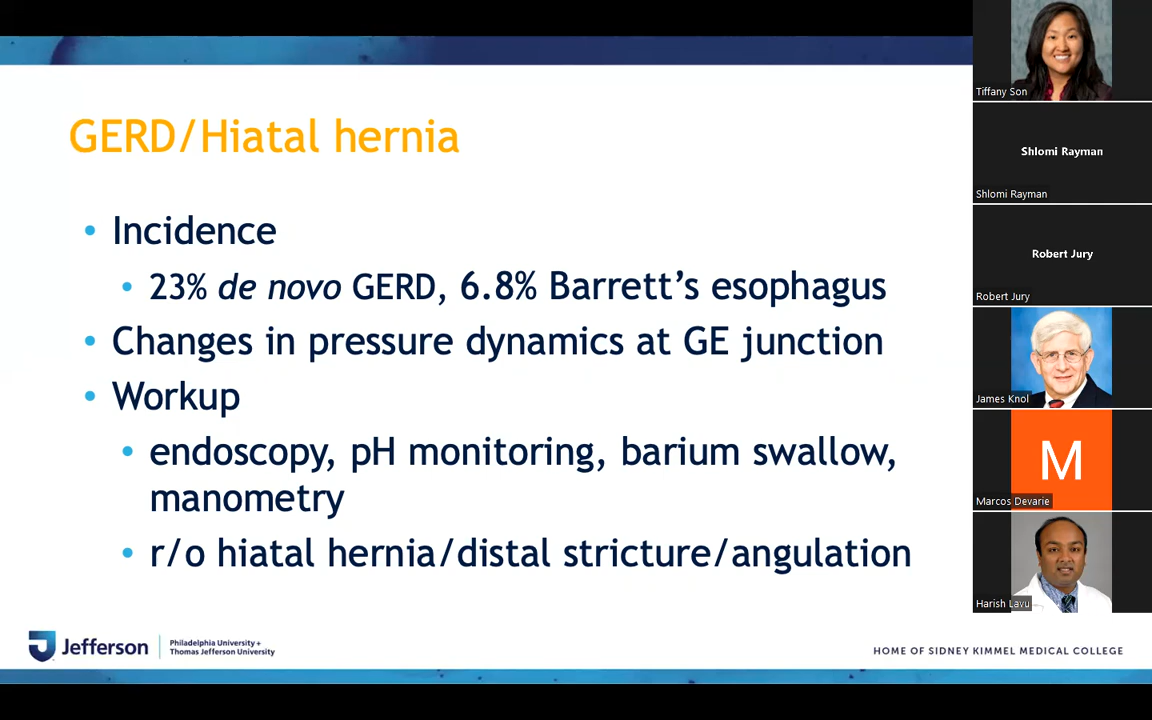 GERD/Hiatal hernia
• Incidence
• 23% de novo GERD, 6.8% Barrett's esophagus
• Changes in pressure dynamics at GE junction
• Workup
• endoscopy, pH monitoring, barium swallow,
manometry
• r/o hiatal hernia/distal stricture/angulation
Jefferson
Philadelphia University +
Thomas Jefferson University
HOME OF SIDNEY KIMMEL MEDICAL COLLEGE
Tiffany Son
Shlomi Rayman
Shlomi Rayman
Robert Jury
Robert Jury
James Knol
M
Marcos Devarie
Harish Lavu